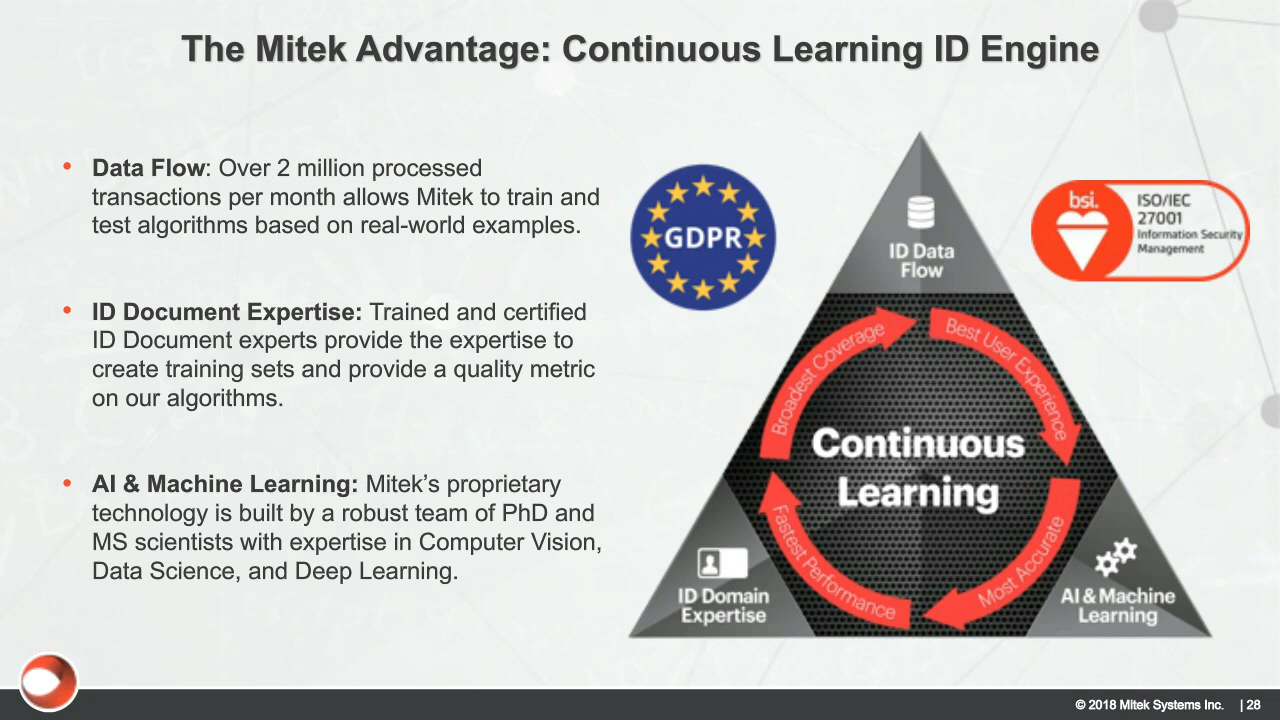 The Mitek Advantage: Continuous Learning ID Engine
• Data Flow: Over 2 million processed
transactions per month allows Mitek to train and
test algorithms based on real-world examples.
• ID Document Expertise: Trained and certified
ID Document experts provide the expertise to
create training sets and provide a quality metric
on our algorithms.
• AI & Machine Learning: Mitek’s proprietary
technology is built by a robust team of PhD and
MS scientists with expertise in Computer Vision,
Data Science, and Deep Learning.
GDPR
ID Data
Flow
bsi.
ISO/IEC
27001
Information Security
Management
Broadest Coverage
Best User Experience
Continuous
Learning
Fastest Performance
Most Accurate
ID Domain
Expertise
AI & Machine
Learning
© 2018 Mitek Systems Inc. | 28